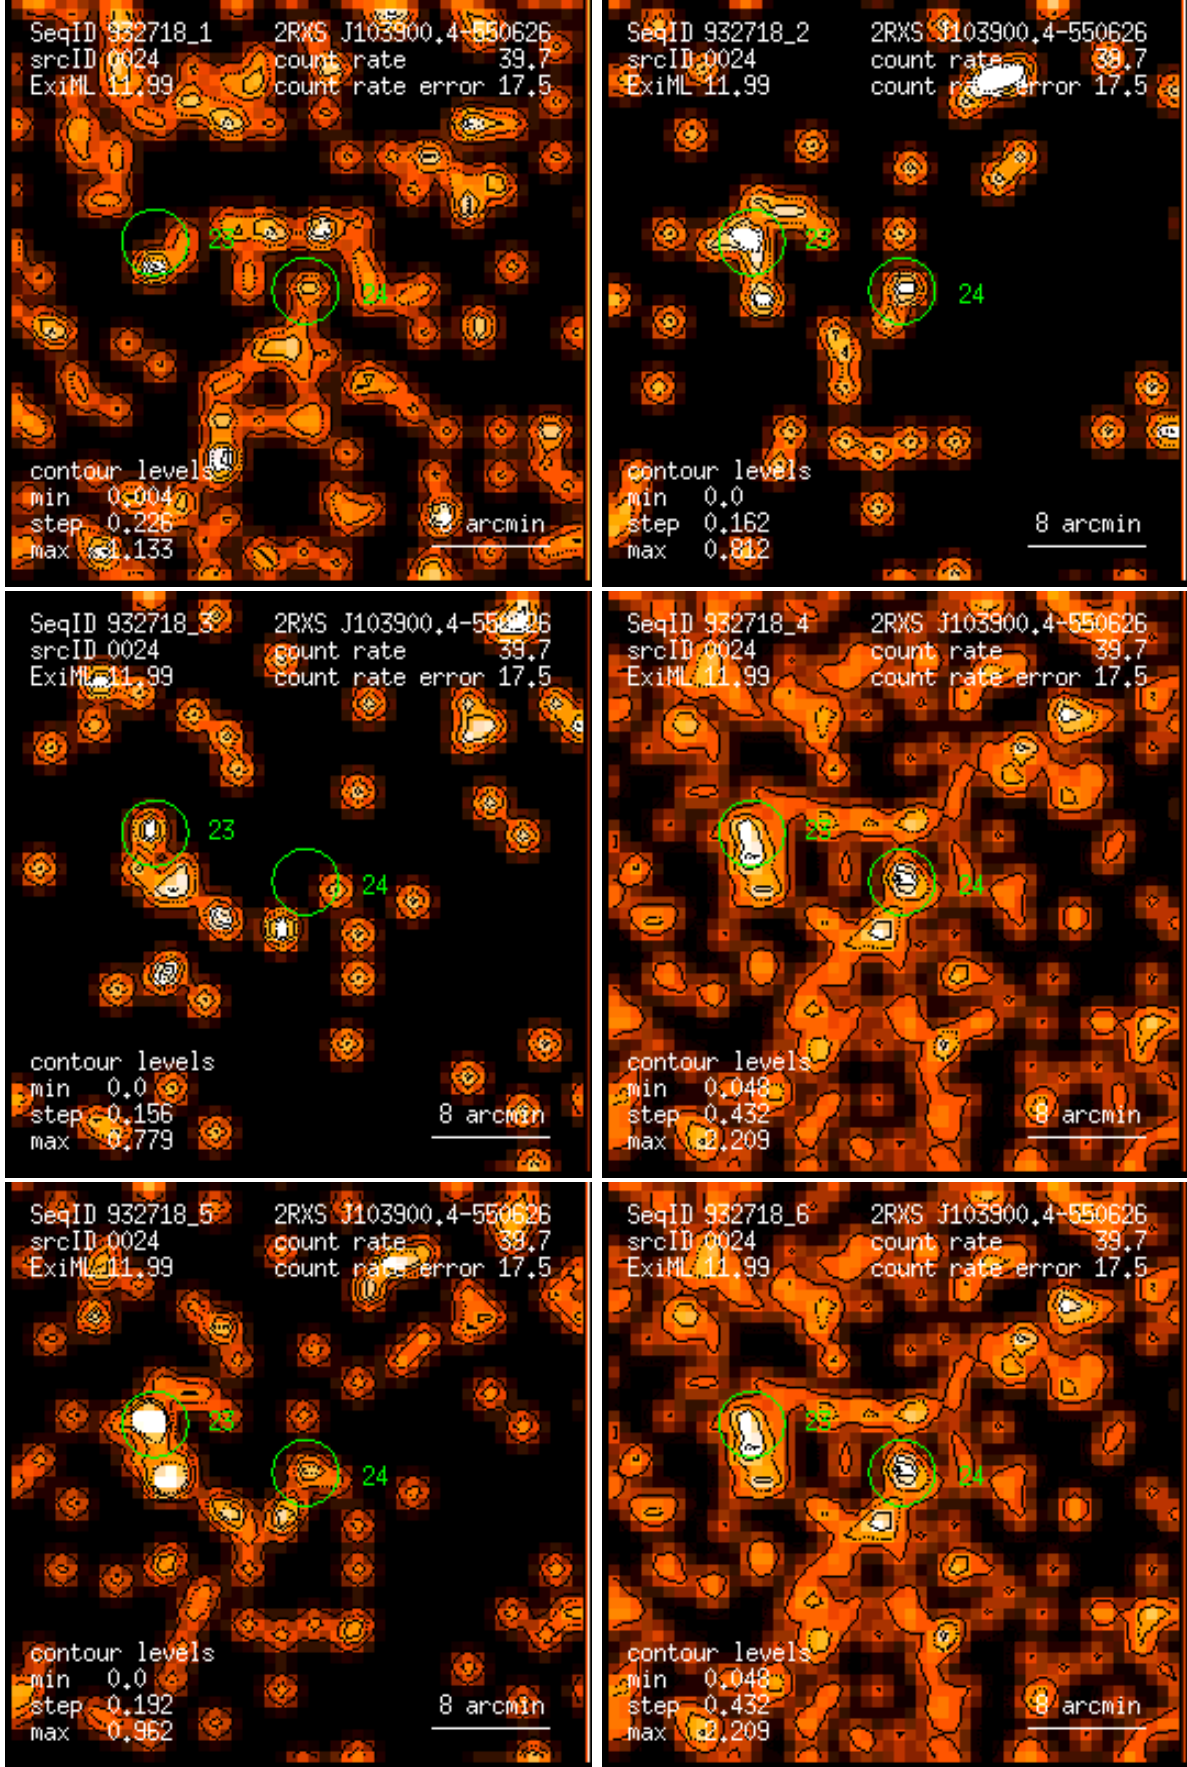 SeqID 932718_1 2RXS J103900.4-550626
srcID 0024 count rate 39.7
ExiML 11.99 count rate error 17.5
23
24
contour levels
min 0.004
step 0.226
max 1.133
8 arcmin
SeqID 932718_2 2RXS J103900.4-550626
srcID 0024 count rate 39.7
ExiML 11.99 count rate error 17.5
23
24
contour levels
min 0.0
step 0.162
max 0.812
8 arcmin
SeqID 932718_3 2RXS J103900.4-550626
srcID 0024 count rate 39.7
ExiML 11.99 count rate error 17.5
23
24
contour levels
min 0.0
step 0.156
max 0.779
8 arcmin
SeqID 932718_4 2RXS J103900.4-550626
srcID 0024 count rate 39.7
ExiML 11.99 count rate error 17.5
23
24
contour levels
min 0.048
step 0.432
max 2.209
8 arcmin
SeqID 932718_5 2RXS J103900.4-550626
srcID 0024 count rate 39.7
ExiML 11.99 count rate error 17.5
23
24
contour levels
min 0.0
step 0.192
max 0.962
8 arcmin
SeqID 932718_6 2RXS J103900.4-550626
srcID 0024 count rate 39.7
ExiML 11.99 count rate error 17.5
23
24
contour levels
min 0.048
step 0.432
max 2.209
8 arcmin